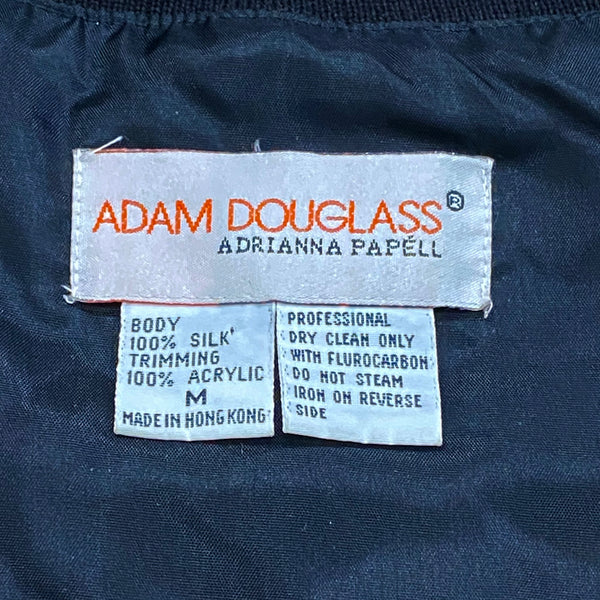 ADAM DOUGLASS®
ADRIANNA PAPÉLL
BODY
100% SILK
TRIMMING
100% ACRYLIC
M
MADE IN HONG KONG
PROFESSIONAL
DRY CLEAN ONLY
WITH FLUROCARBON
DO NOT STEAM
IRON ON REVERSE
SIDE